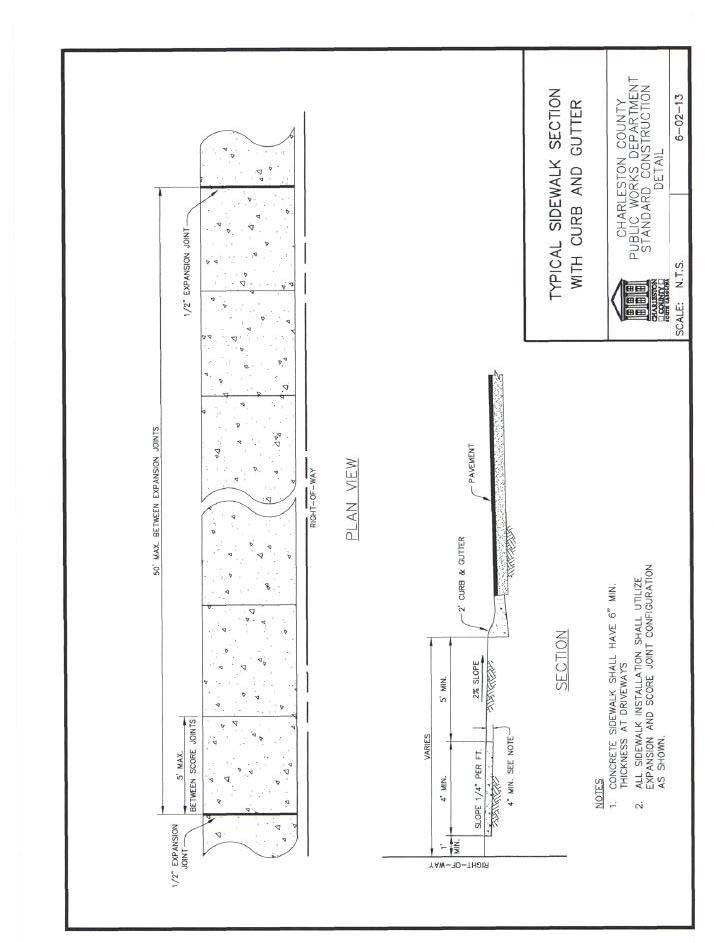 50' MAX. BETWEEN EXPANSION JOINTS
1/2" EXPANSION
JOINT
5' MAX.
BETWEEN SCORE JOINTS
1/2" EXPANSION JOINT
RIGHT-OF-WAY
PLAN VIEW
VARIES
1'
MIN.
4' MIN.
5' MIN.
SLOPE 1/4" PER FT.
2% SLOPE
4" MIN. SEE NOTE
2' CURB & GUTTER
PAVEMENT
RIGHT-OF-WAY
SECTION
NOTES
1. CONCRETE SIDEWALK SHALL HAVE 6" MIN.
THICKNESS AT DRIVEWAYS
2. ALL SIDEWALK INSTALLATION SHALL UTILIZE
EXPANSION AND SCORE JOINT CONFIGURATION
AS SHOWN.
TYPICAL SIDEWALK SECTION
WITH CURB AND GUTTER
CHARLESTON
COUNTY
SOUTH CAROLINA
CHARLESTON COUNTY
PUBLIC WORKS DEPARTMENT
STANDARD CONSTRUCTION
DETAIL
SCALE: N.T.S.
6-02-13